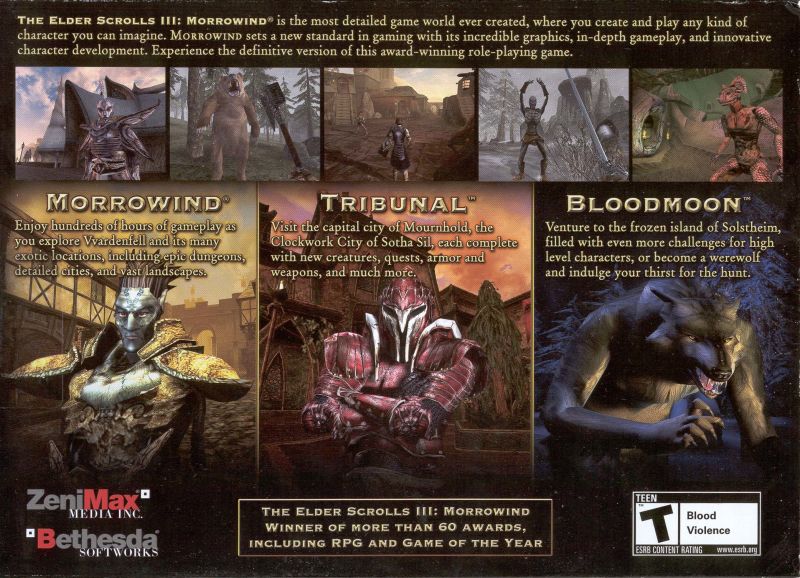 THE ELDER SCROLLS III: MORROWIND® is the most detailed game world ever created, where you create and play any kind of
character you can imagine. MORROWIND sets a new standard in gaming with its incredible graphics, in-depth gameplay, and innovative
character development. Experience the definitive version of this award-winning role-playing game.
MORROWIND®
Enjoy hundreds of hours of gameplay as
you explore Vvardenfell and its many
exotic locations, including epic dungeons,
detailed cities, and vast landscapes.
TRIBUNAL™
Visit the capital city of Mournhold, the
Clockwork City of Sotha Sil, each complete
with new creatures, quests, armor and
weapons, and much more.
BLOODMOON™
Venture to the frozen island of Solstheim,
filled with even more challenges for high
level characters, or become a werewolf
and indulge your thirst for the hunt.
ZeniMax®
MEDIA INC.
Bethesda®
SOFTWORKS
THE ELDER SCROLLS III: MORROWIND
WINNER OF MORE THAN 60 AWARDS,
INCLUDING RPG AND GAME OF THE YEAR
TEEN
T™
Blood
Violence
ESRB CONTENT RATING www.esrb.org